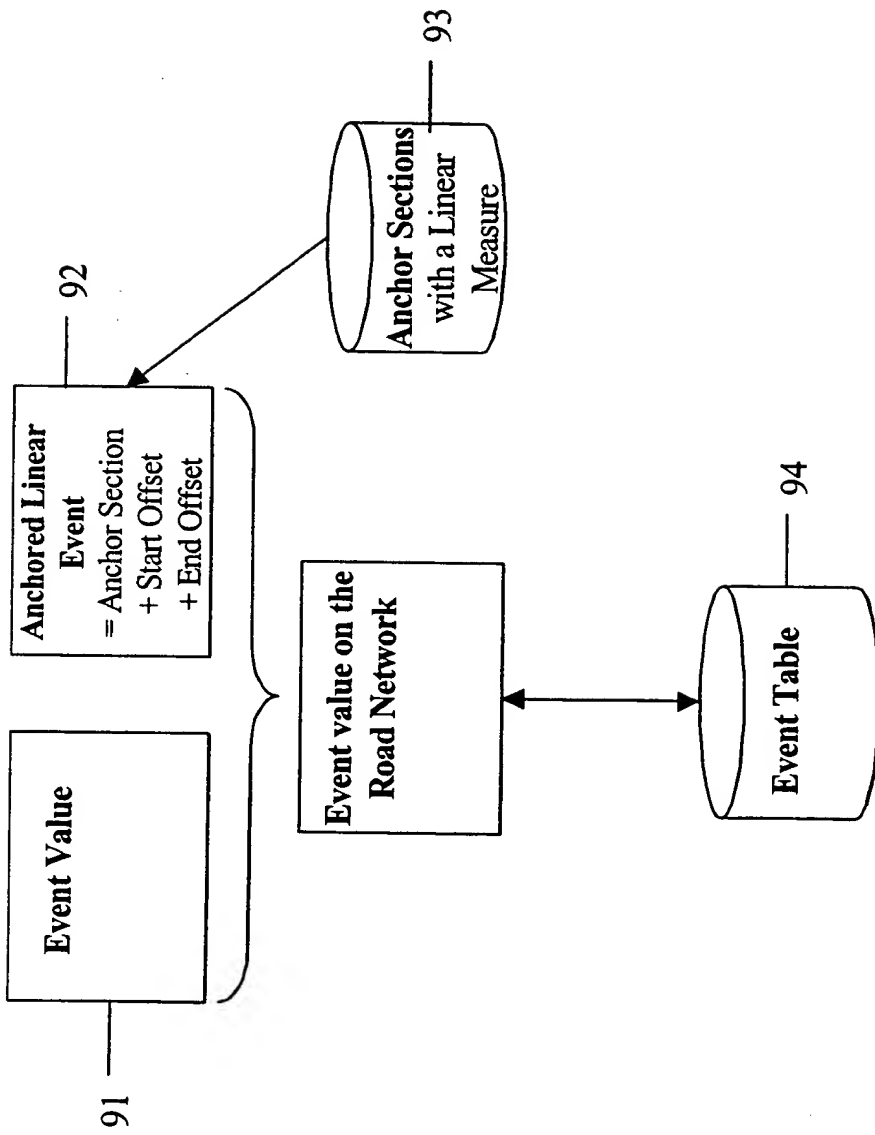 91
Event Value
Anchored Linear
Event
= Anchor Section
+ Start Offset
+ End Offset
92
Event value on the
Road Network
Anchor Sections
with a Linear
Measure
93
Event Table
94